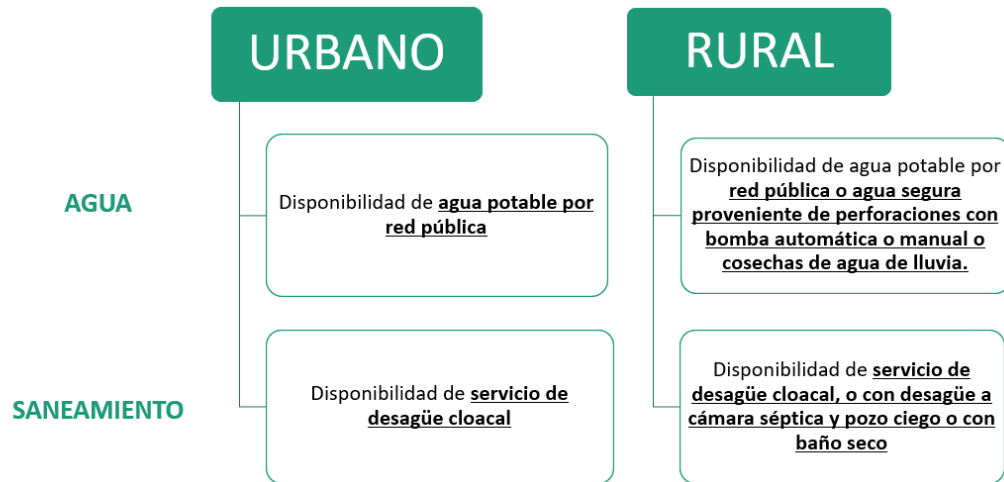 URBANO
RURAL
AGUA
Disponibilidad de agua potable por
red pública
Disponibilidad de agua potable por
red pública o agua segura
proveniente de perforaciones con
bomba automática o manual o
cosechas de agua de lluvia.
SANEAMIENTO
Disponibilidad de servicio de
desagüe cloacal
Disponibilidad de servicio de
desagüe cloacal, o con desagüe a
cámara séptica y pozo ciego o con
baño seco